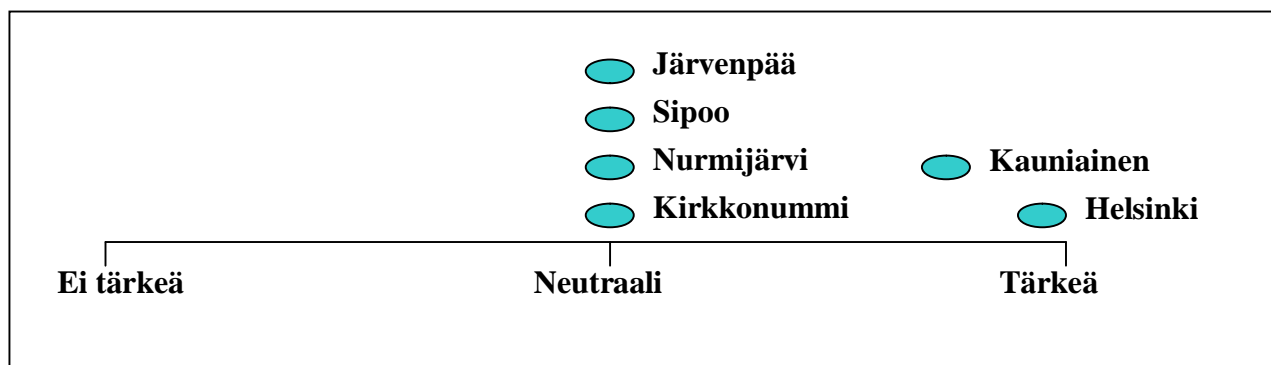 Järvenpää
Sipoo
Nurmijärvi Kauniainen
Kirkkonummi Helsinki
Ei tärkeä Neutraali Tärkeä